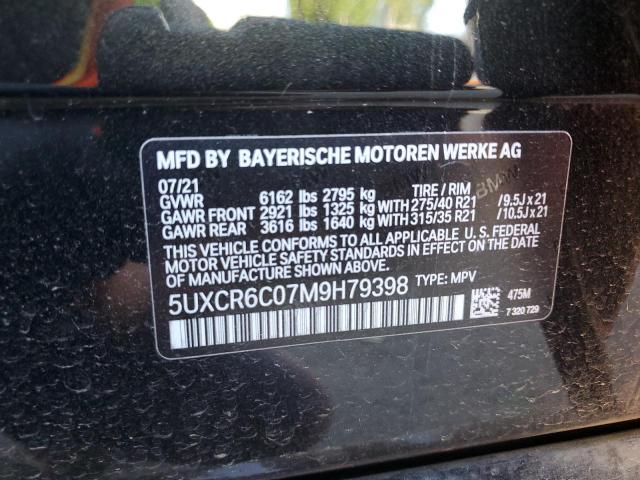 MFD BY BAYERISCHE MOTOREN WERKE AG
07/21
GVWR 6162 lbs 2795 kg TIRE / RIM
GAWR FRONT 2921 lbs 1325 kg WITH 275/40 R21 / 9.5J x 21
GAWR REAR 3616 lbs 1640 kg WITH 315/35 R21 / 10.5J x 21
THIS VEHICLE CONFORMS TO ALL APPLICABLE U.S. FEDERAL
MOTOR VEHICLE SAFETY STANDARDS IN EFFECT ON THE
DATE OF MANUFACTURE SHOWN ABOVE.
5UXCR6C07M9H79398 TYPE: MPV
475M
7 320 729
BMW